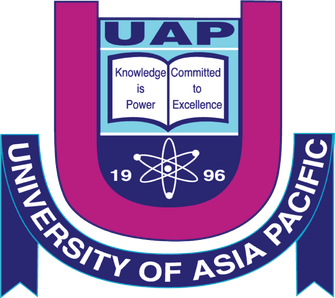 UAP
Knowledge
is
Power
Committed
to
Excellence
19 96
UNIVERSITY OF ASIA PACIFIC